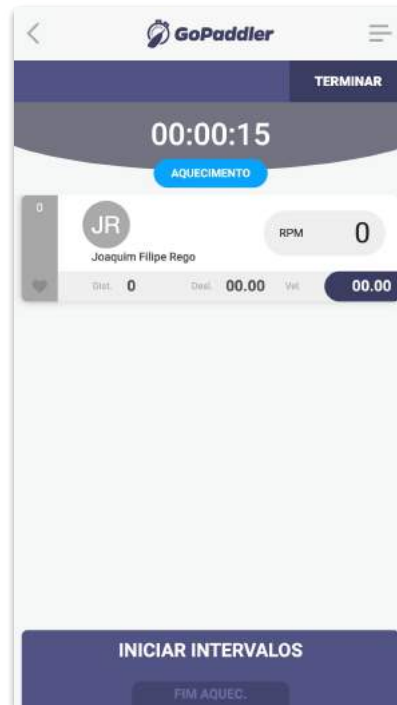 GoPaddler
TERMINAR
00:00:15
AQUECIMENTO
0
JR
Joaquim Filipe Rego
RPM 0
Dist. 0 Desl. 00.00 Vel. 00.00
INICIAR INTERVALOS
FIM AQUEC.